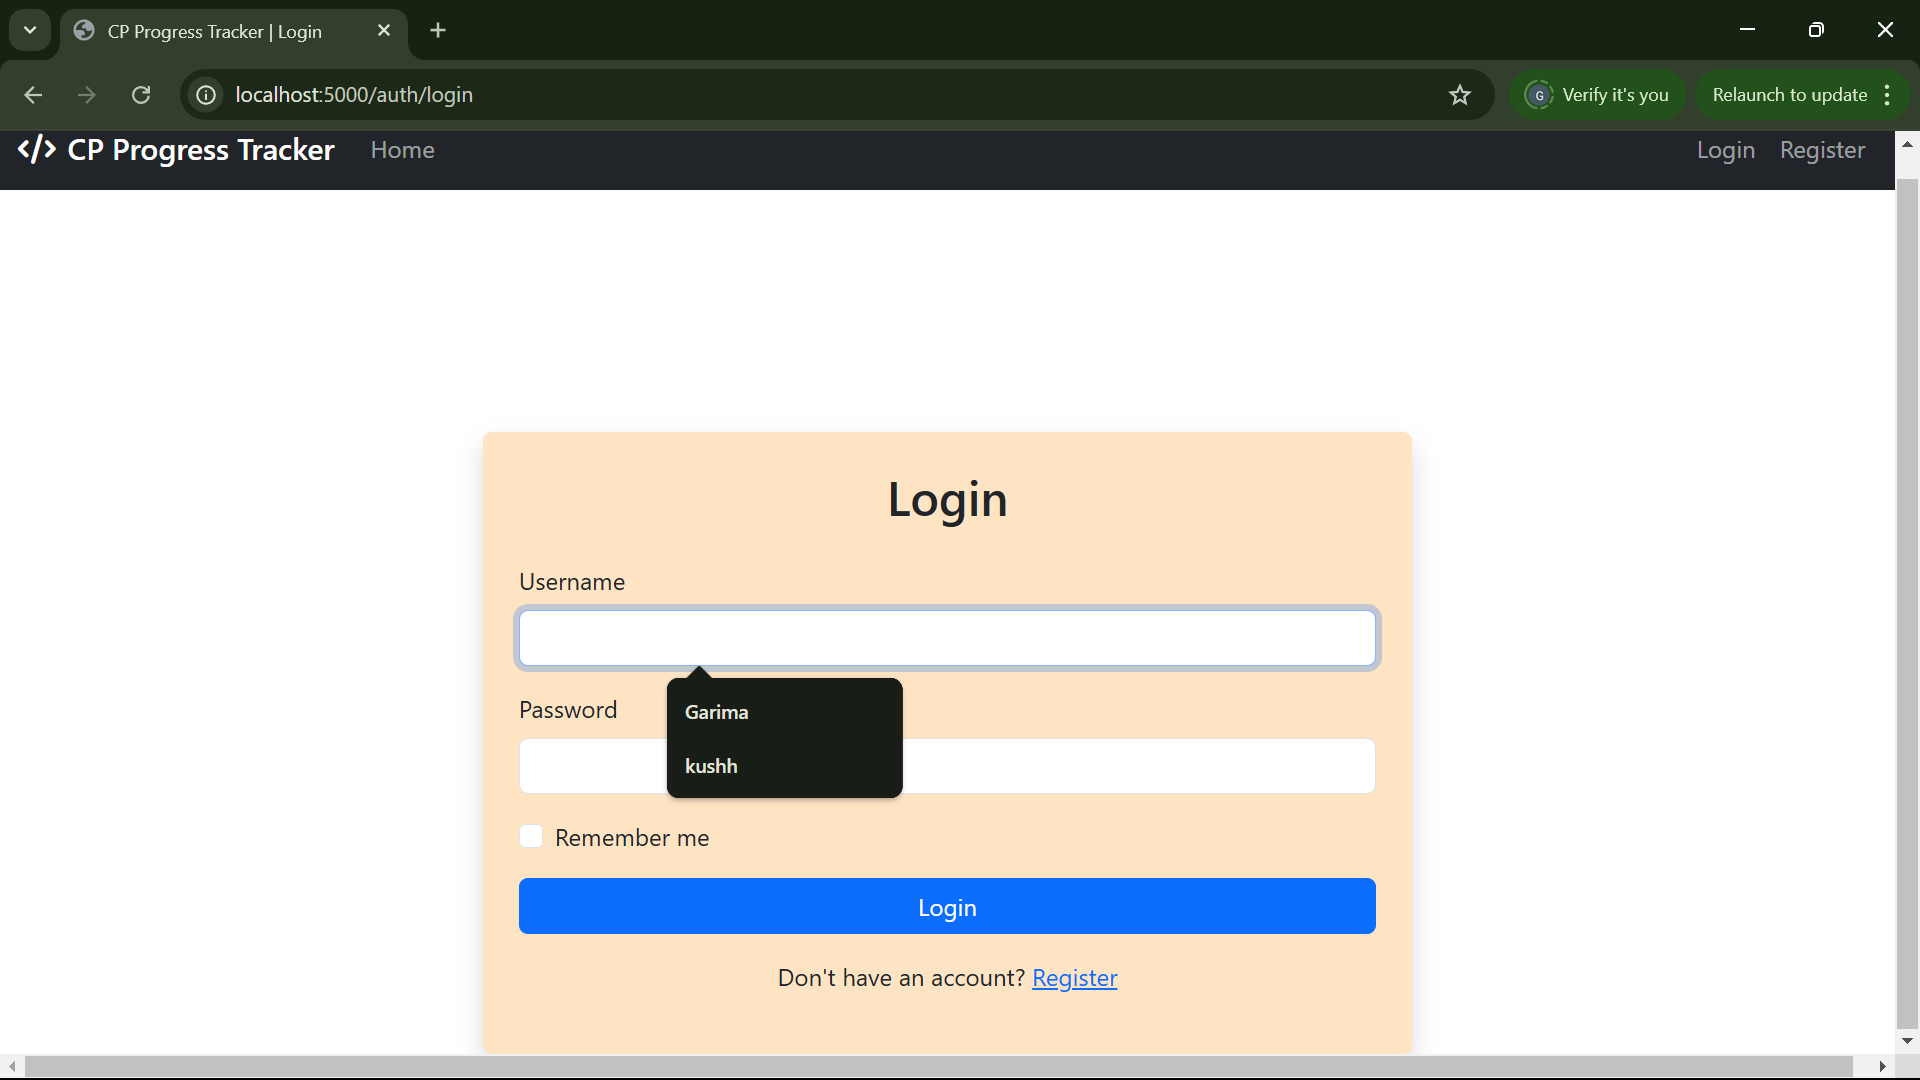 CP Progress Tracker | Login
localhost:5000/auth/login
G
Verify it's you
Relaunch to update
</> CP Progress Tracker
Home
Login
Register
Login
Username
Garima
kushh
Password
Remember me
Login
Don't have an account? Register